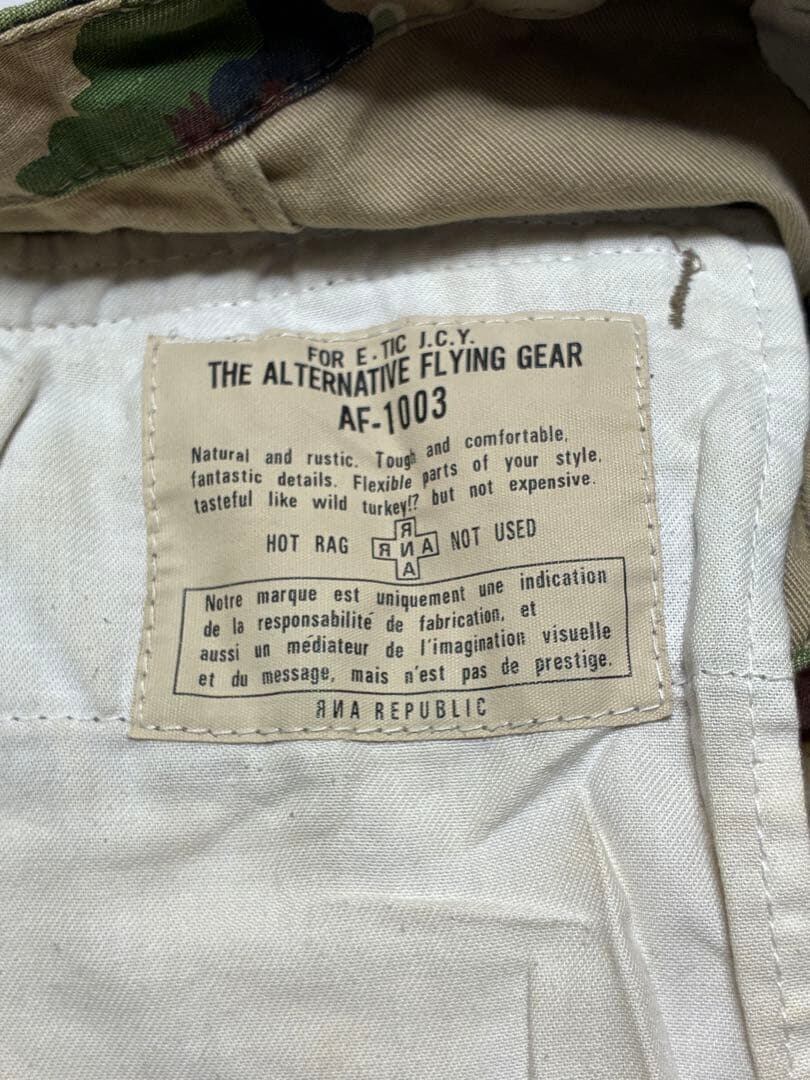 FOR E-TIC J.C.Y.
THE ALTERNATIVE FLYING GEAR
AF-1003
Natural and rustic. Tough and comfortable,
fantastic details. Flexible parts of your style,
tasteful like wild turkey!? but not expensive.
HOT RAG ЯИA NOT USED
Я
A
Notre marque est uniquement une indication
de la responsabilité de fabrication, et
aussi un médiateur de l'imagination visuelle
et du message, mais n'est pas de prestige.
ЯИA REPUBLIC